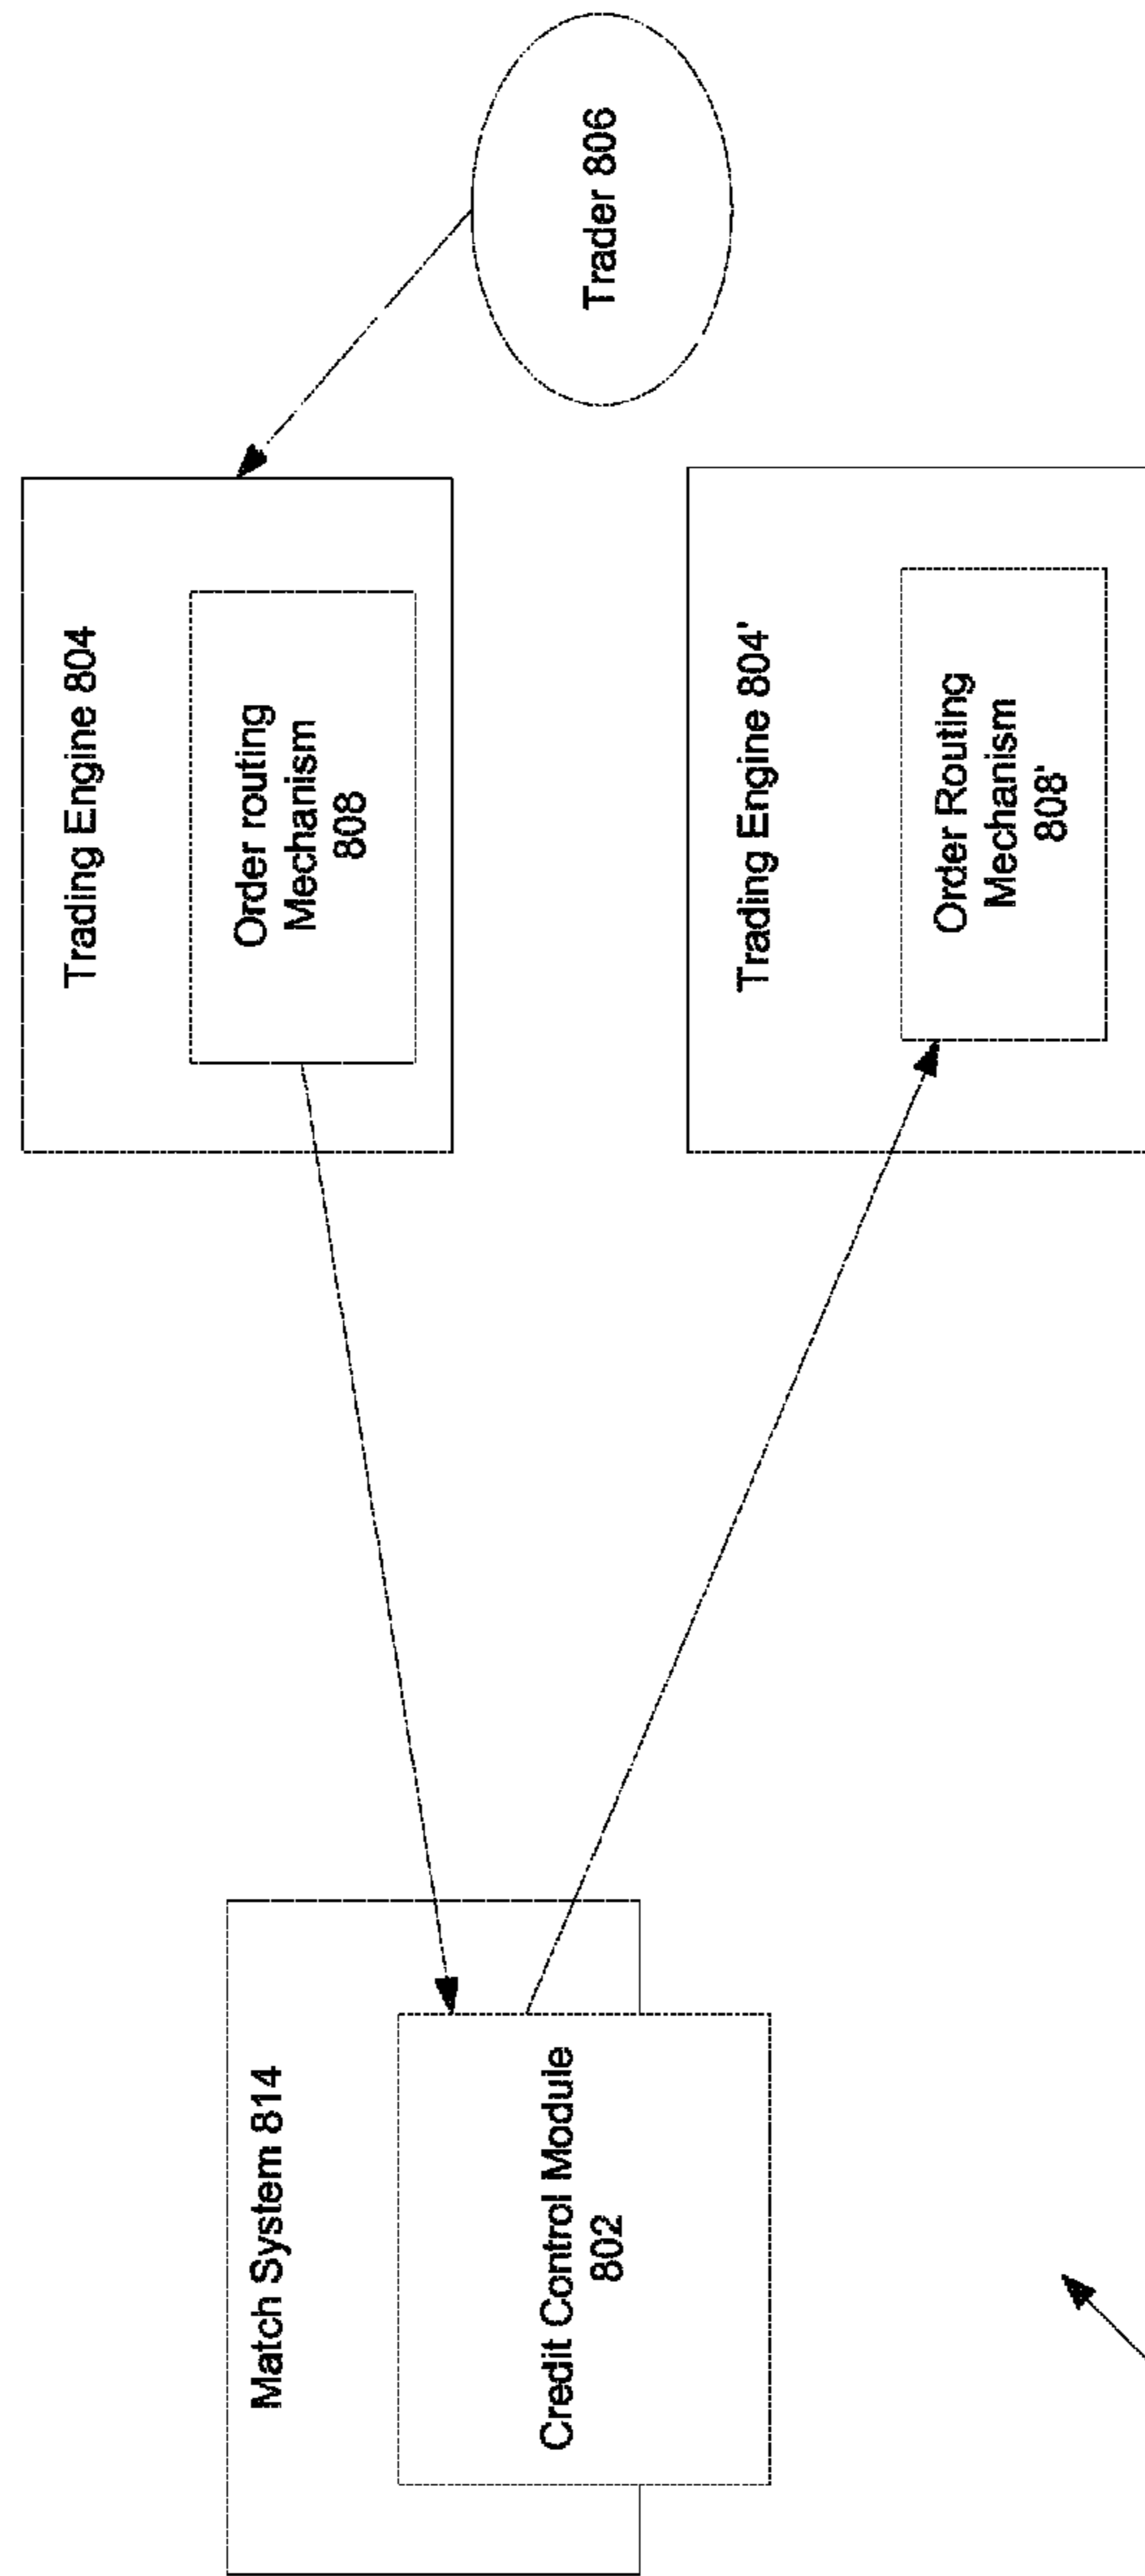 Match System 814
Credit Control Module
802
Trading Engine 804
Order routing
Mechanism
808
Trading Engine 804'
Order Routing
Mechanism
808'
Trader 806